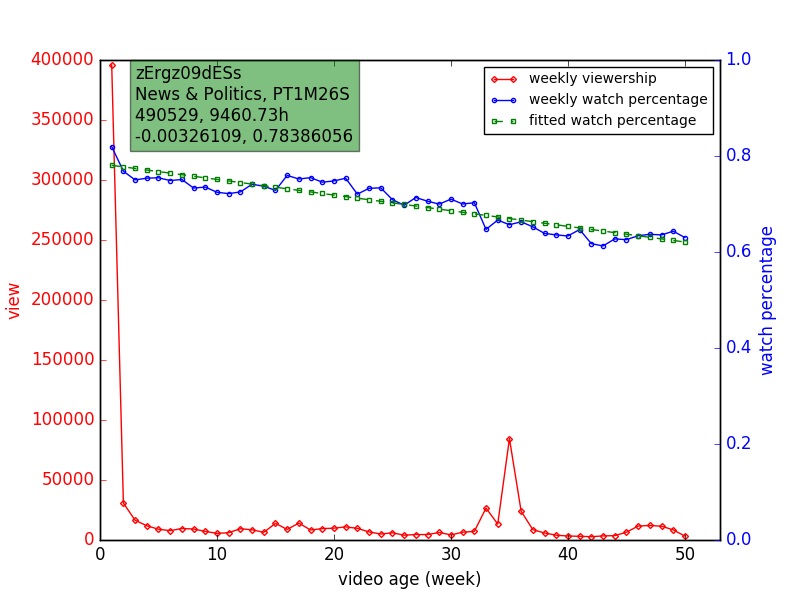 zErgz09dESs
News & Politics, PT1M26S
490529, 9460.73h
-0.00326109, 0.78386056
weekly viewership
weekly watch percentage
fitted watch percentage
400000
350000
300000
250000
200000
150000
100000
50000
0
view
1.0
0.8
0.6
0.4
0.2
0.0
watch percentage
0 10 20 30 40 50
video age (week)